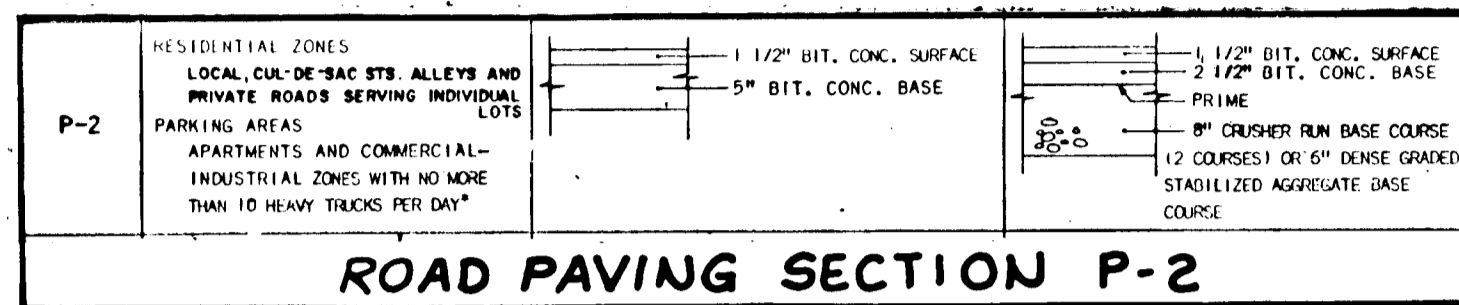 P-2
RESIDENTIAL ZONES
LOCAL, CUL-DE-SAC STS. ALLEYS AND
PRIVATE ROADS SERVING INDIVIDUAL
LOTS
PARKING AREAS
APARTMENTS AND COMMERCIAL-
INDUSTRIAL ZONES WITH NO MORE
THAN 10 HEAVY TRUCKS PER DAY*
1 1/2" BIT. CONC. SURFACE
5" BIT. CONC. BASE
1 1/2" BIT. CONC. SURFACE
2 1/2" BIT. CONC. BASE
PRIME
8" CRUSHER RUN BASE COURSE
(2 COURSES) OR 6" DENSE GRADED
STABILIZED AGGREGATE BASE
COURSE
ROAD PAVING SECTION P-2